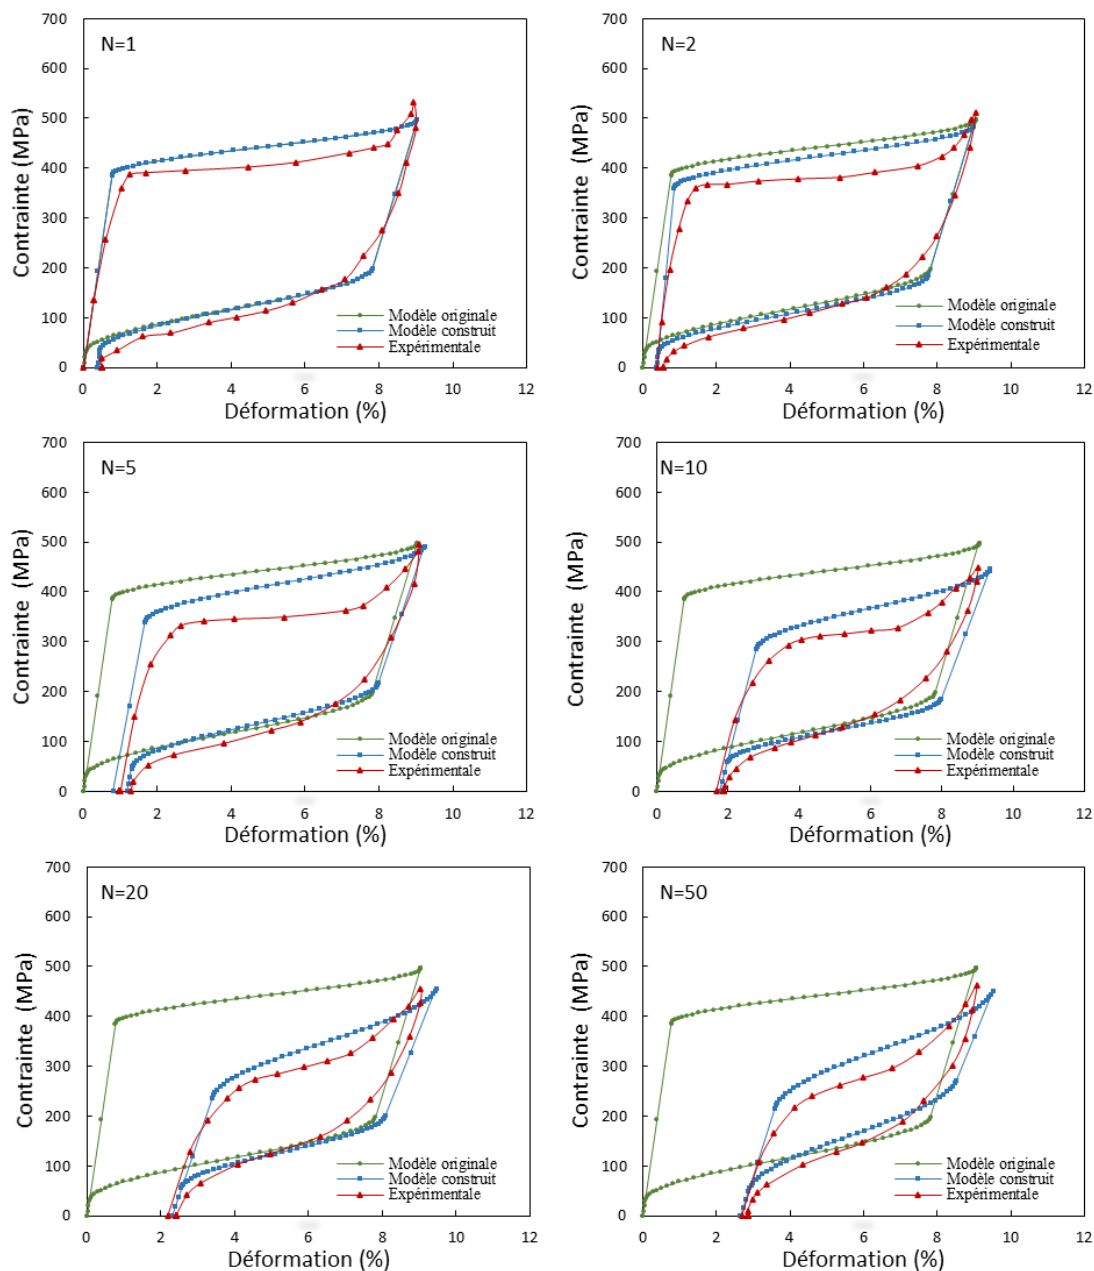 N=1
Contrainte (MPa)
700
600
500
400
300
200
100
0
Modèle originale
Modèle construit
Expérimentale
0 2 4 6 8 10 12
Déformation (%)
N=2
Contrainte (MPa)
700
600
500
400
300
200
100
0
Modèle originale
Modèle construit
Expérimentale
0 2 4 6 8 10 12
Déformation (%)
N=5
Contrainte (MPa)
700
600
500
400
300
200
100
0
Modèle originale
Modèle construit
Expérimentale
0 2 4 6 8 10 12
Déformation (%)
N=10
Contrainte (MPa)
700
600
500
400
300
200
100
0
Modèle originale
Modèle construit
Expérimentale
0 2 4 6 8 10 12
Déformation (%)
N=20
Contrainte (MPa)
700
600
500
400
300
200
100
0
Modèle originale
Modèle construit
Expérimentale
0 2 4 6 8 10 12
Déformation (%)
N=50
Contrainte (MPa)
700
600
500
400
300
200
100
0
Modèle originale
Modèle construit
Expérimentale
0 2 4 6 8 10 12
Déformation (%)